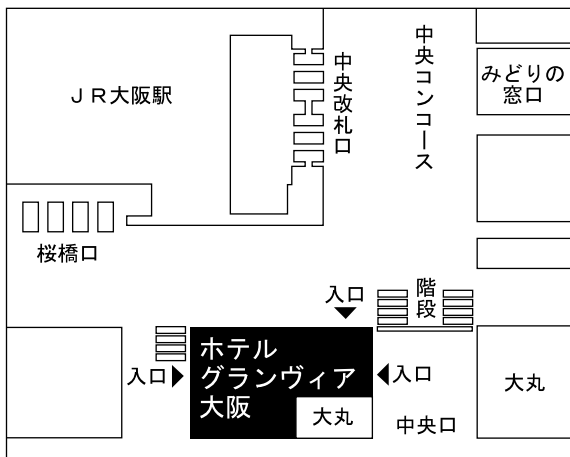 ＪＲ大阪駅
中央改札口
中央コンコース
みどりの
窓口
桜橋口
入口
階段
入口
ホテル
グランヴィア
大阪
大丸
入口
中央口
大丸